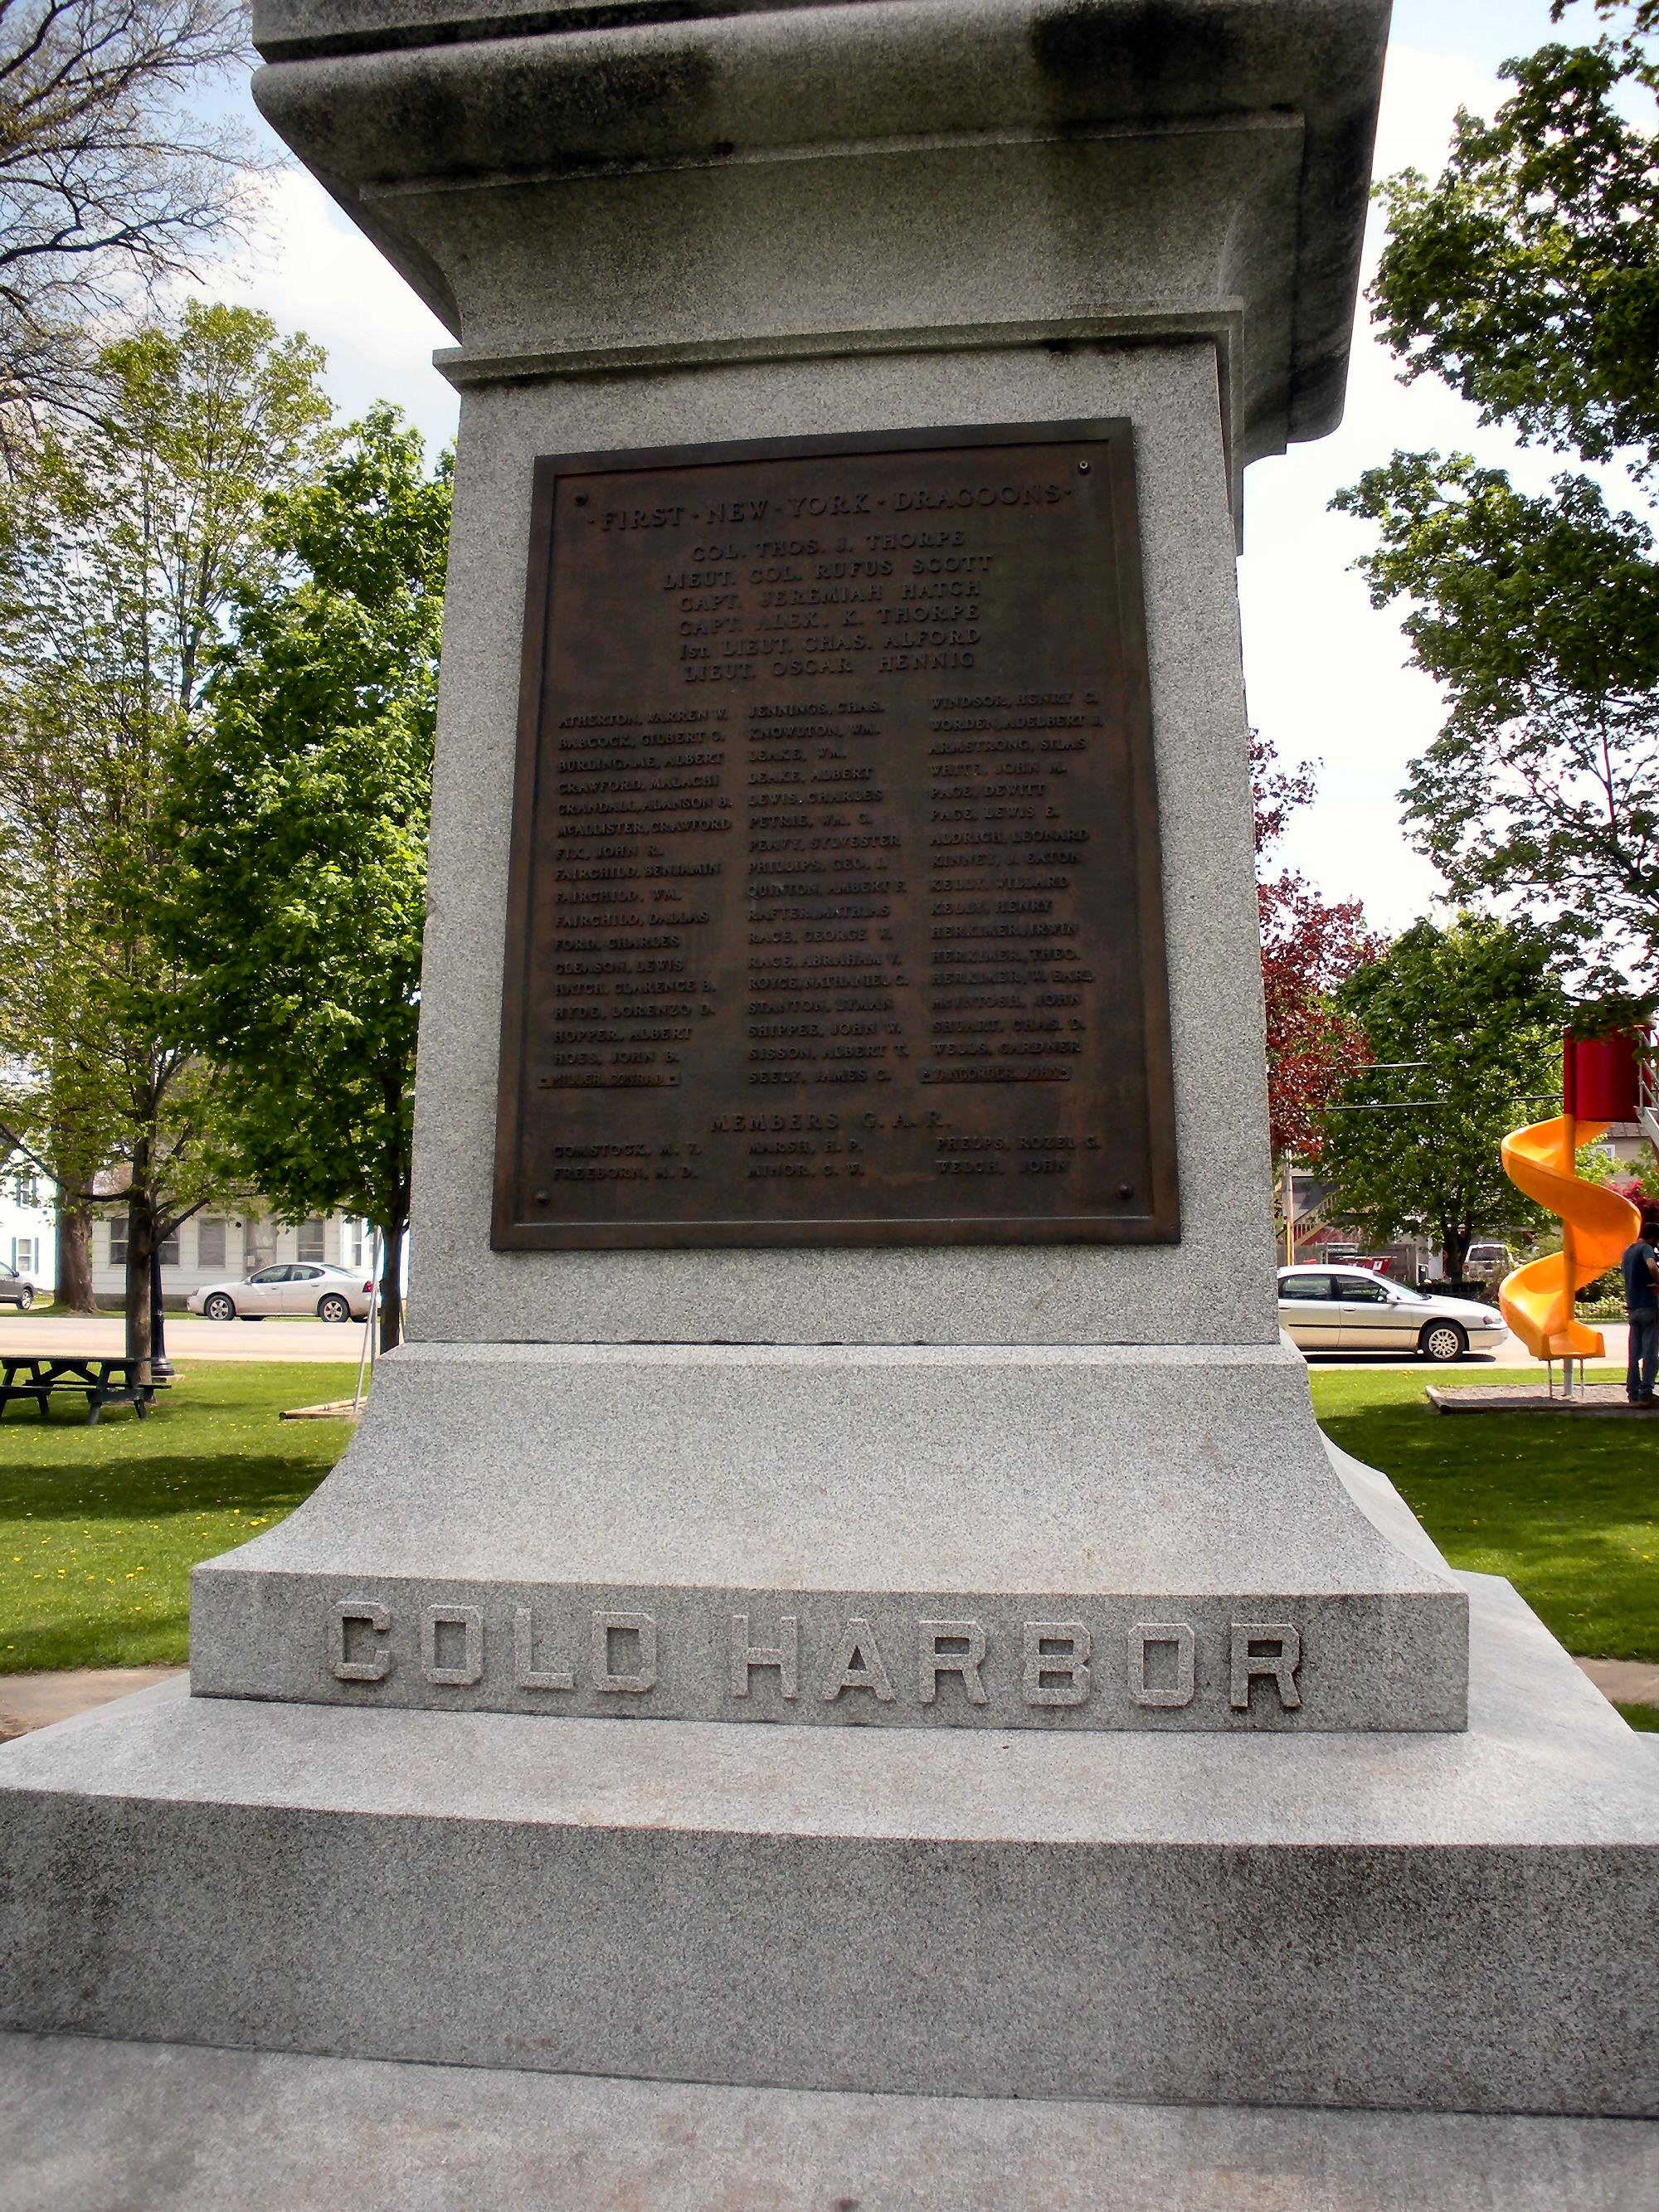 · FIRST · NEW · YORK · DRAGOONS ·
COL. THOS. J. THORPE
LIEUT. COL. RUFUS SCOTT
CAPT. JEREMIAH HATCH
CAPT. ALEX. K. THORPE
1ST LIEUT. CHAS. ALFORD
LIEUT. OSCAR HENNIG
ATHERTON, WARREN W.
BABCOCK, GILBERT G.
BURLINGAME, ALBERT
CRAWFORD, MALACHI
CRANDALL, ADANSON B.
McALLISTER, CRAWFORD
FIX, JOHN R.
FAIRCHILD, BENJAMIN
FAIRCHILD, WM.
FAIRCHILD, DALLAS
FORD, CHARLES
GLEASON, LEWIS
HATCH, CLARENCE B.
HYDE, LORENZO D.
HOPPER, ALBERT
HOES, JOHN B.
MILLER, CONRAD
JENNINGS, CHAS.
KNOWLTON, WM.
LEAKE, WM.
LEAKE, ALBERT
LEWIS, CHARLES
PETRIE, WM. G.
PEAVY, SYLVESTER
PHILLIPS, GEO. I.
QUINTON, AMBERT F.
RAFTER, MATHIAS
RACE, GEORGE V.
RACE, ABRAHAM V.
ROYCE, NATHANIEL G.
STANTON, LYMAN
SHIPPEE, JOHN W.
SISSON, ALBERT T.
SEELY, JAMES C.
WINDSOR, HENRY C.
WORDEN, ADELBERT J.
ARMSTRONG, SILAS
WHITE, JOHN M.
PAGE, DEWITT
PAGE, LEWIS E.
ALDRICH, LEONARD
KINNEY, J. EATON
KELLY, WILLARD
KELLY, HENRY
HERKIMER, IRWIN
HERKIMER, THEO.
HERKIMER, W. EARL
McINTOSH, JOHN
SHUART, CHAS. D.
WELLS, GARDNER
VANGORDER, JOHN
MEMBERS G. A. R.
COMSTOCK, M. V. MARSH, H. P. PHELPS, ROZEL G.
FREEBORN, M. D. MINOR, C. W. WELCH, JOHN
COLD HARBOR